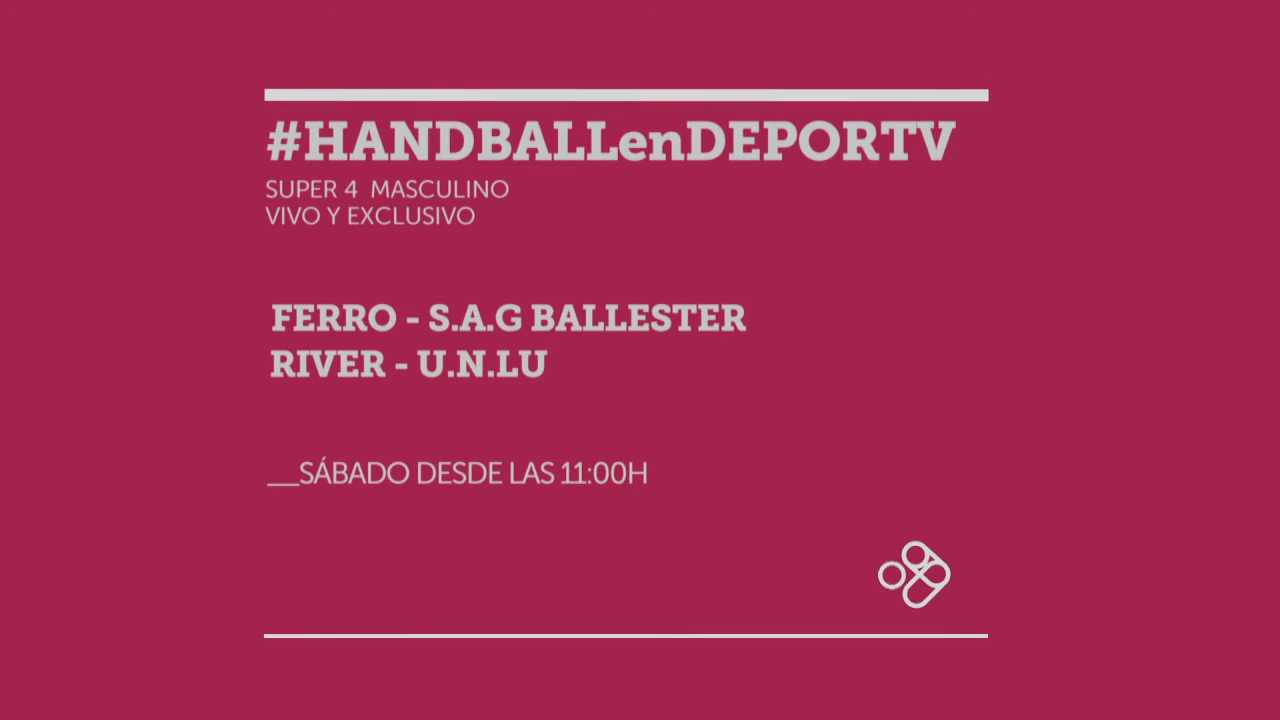 #HANDBALLenDEPORTV
SUPER 4 MASCULINO
VIVO Y EXCLUSIVO
FERRO - S.A.G BALLESTER
RIVER - U.N.LU
__SÁBADO DESDE LAS 11:00H